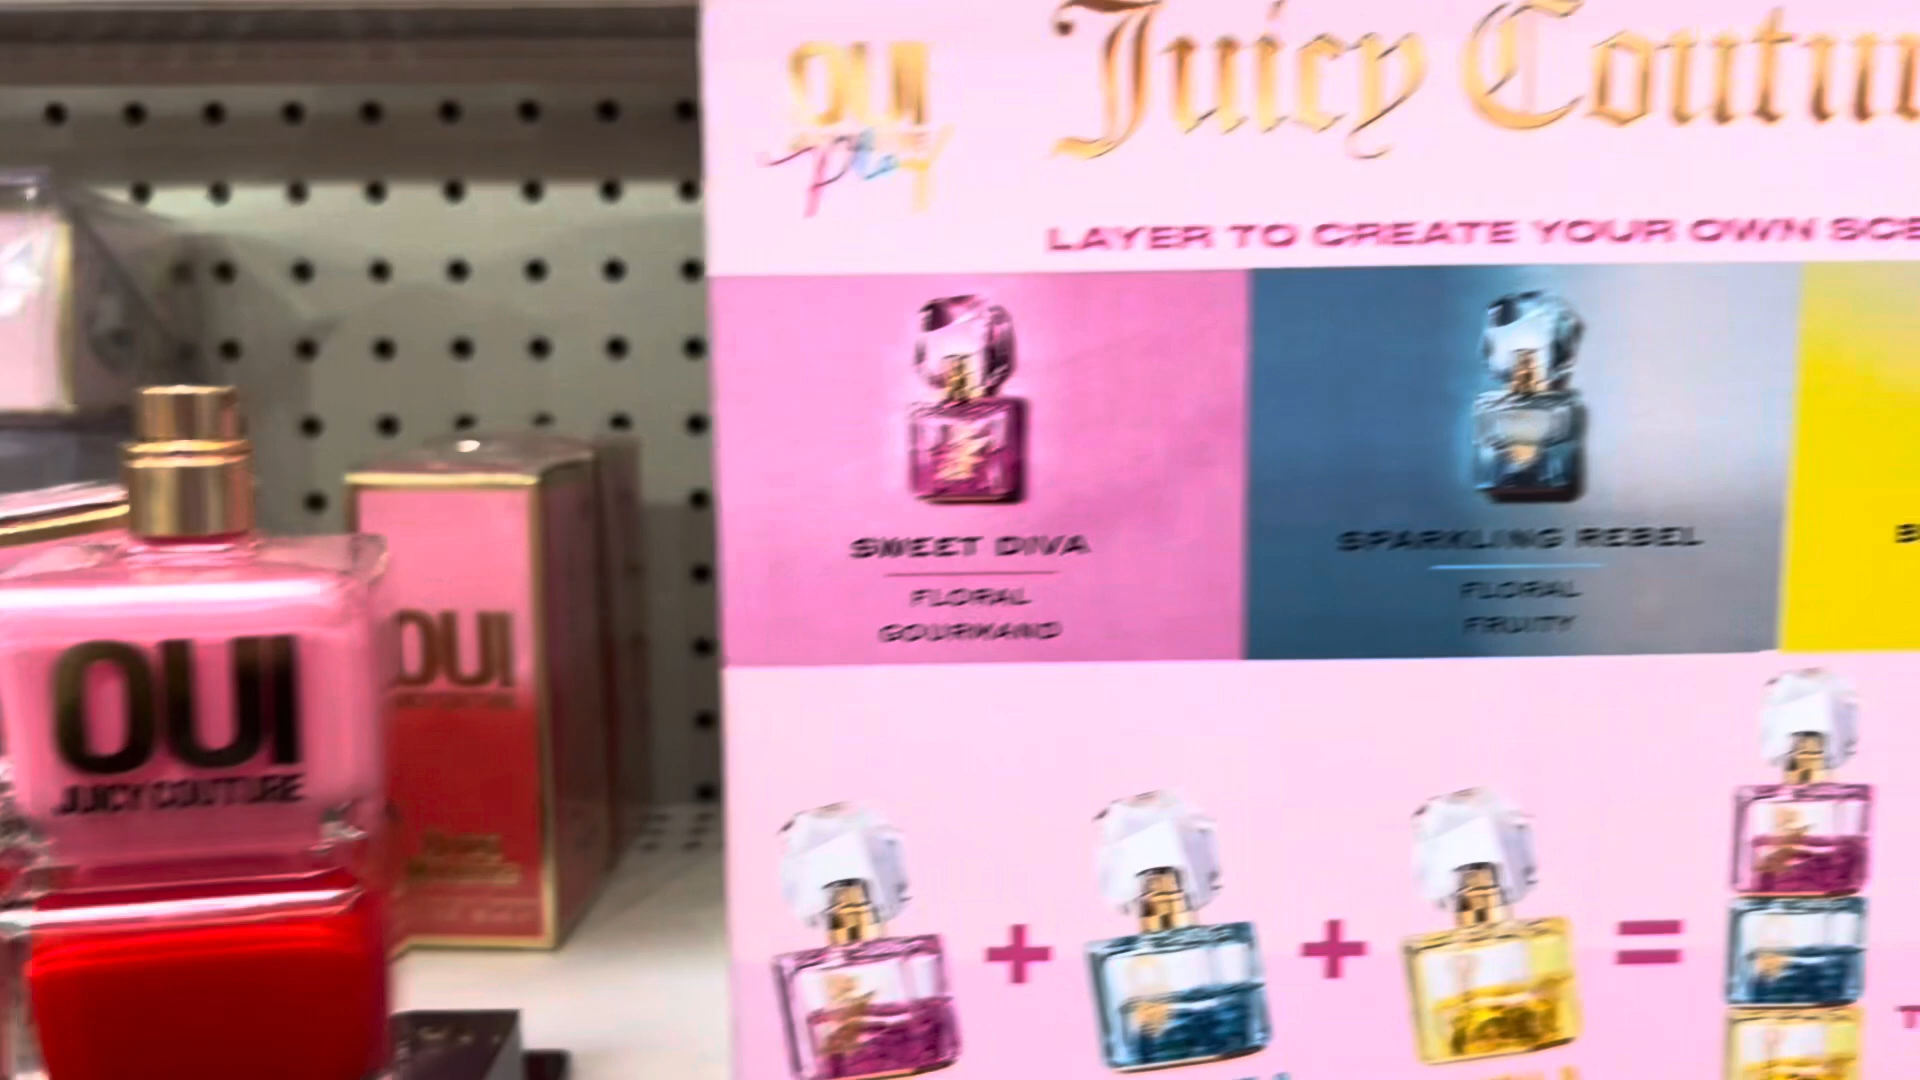 OUI
play
Juicy Coutu
LAYER TO CREATE YOUR OWN SCE
SWEET DIVA
FLORAL
GOURMAND
SPARKLING REBEL
FLORAL
FRUITY
B
OUI
JUICY COUTURE
OUI